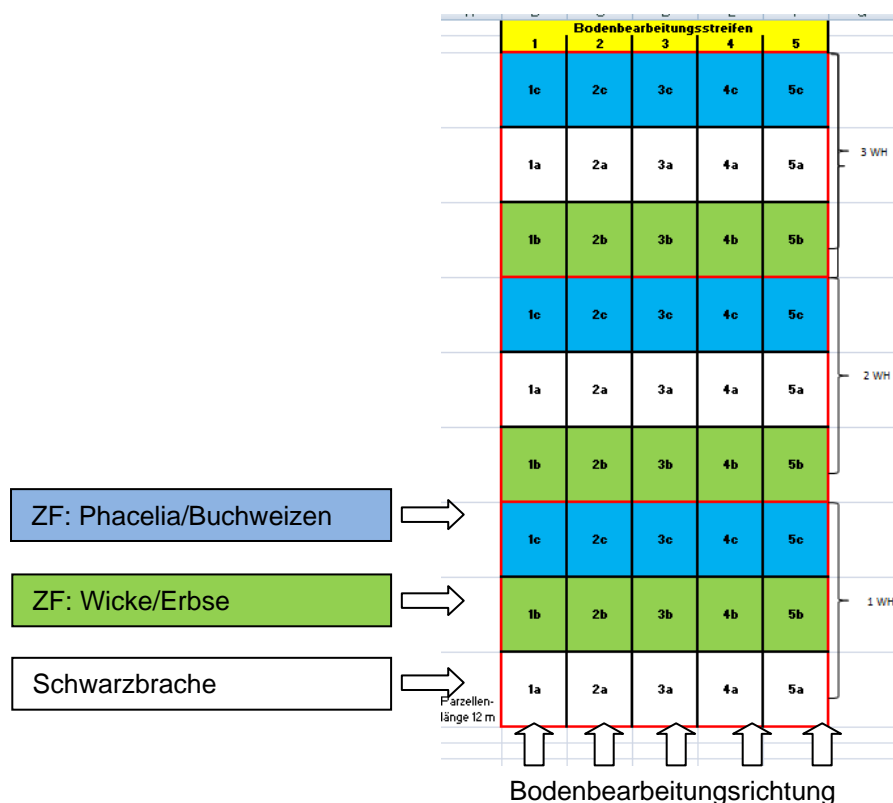 Bodenbearbeitungsstreifen
1 2 3 4 5
1c 2c 3c 4c 5c
1a 2a 3a 4a 5a
3 WH
1b 2b 3b 4b 5b
1c 2c 3c 4c 5c
1a 2a 3a 4a 5a
2 WH
1b 2b 3b 4b 5b
ZF: Phacelia/Buchweizen
1c 2c 3c 4c 5c
ZF: Wicke/Erbse
1b 2b 3b 4b 5b
1 WH
Schwarzbrache
1a 2a 3a 4a 5a
Parzellen-
länge 12 m
Bodenbearbeitungsrichtung